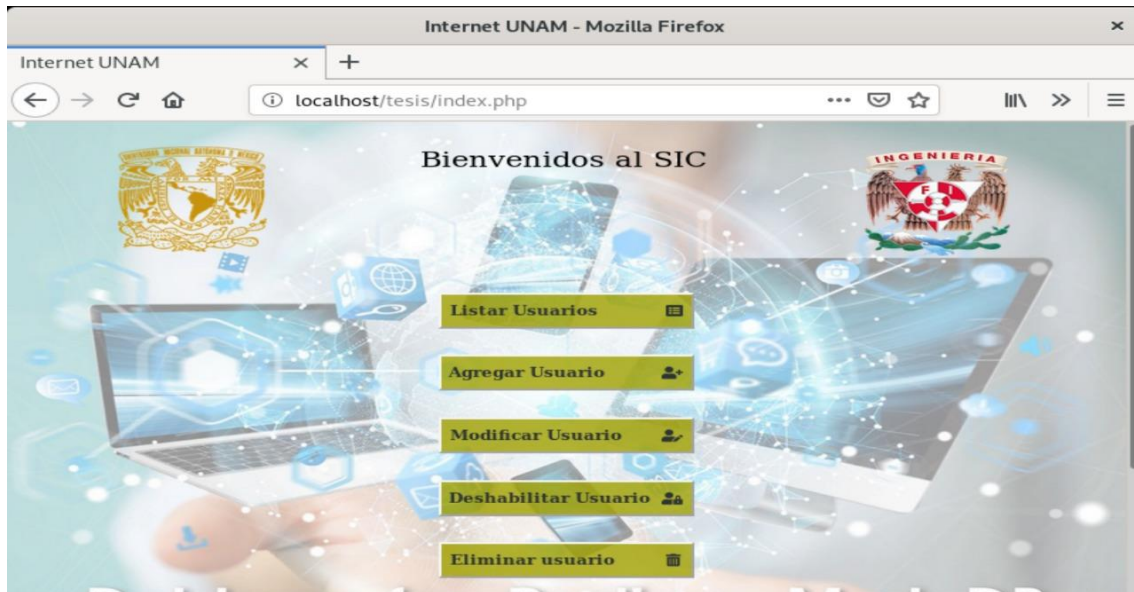 Internet UNAM - Mozilla Firefox
Internet UNAM
localhost/tesis/index.php
Bienvenidos al SIC
INGENIERIA
F I
Listar Usuarios
Agregar Usuario
Modificar Usuario
Deshabilitar Usuario
Eliminar usuario